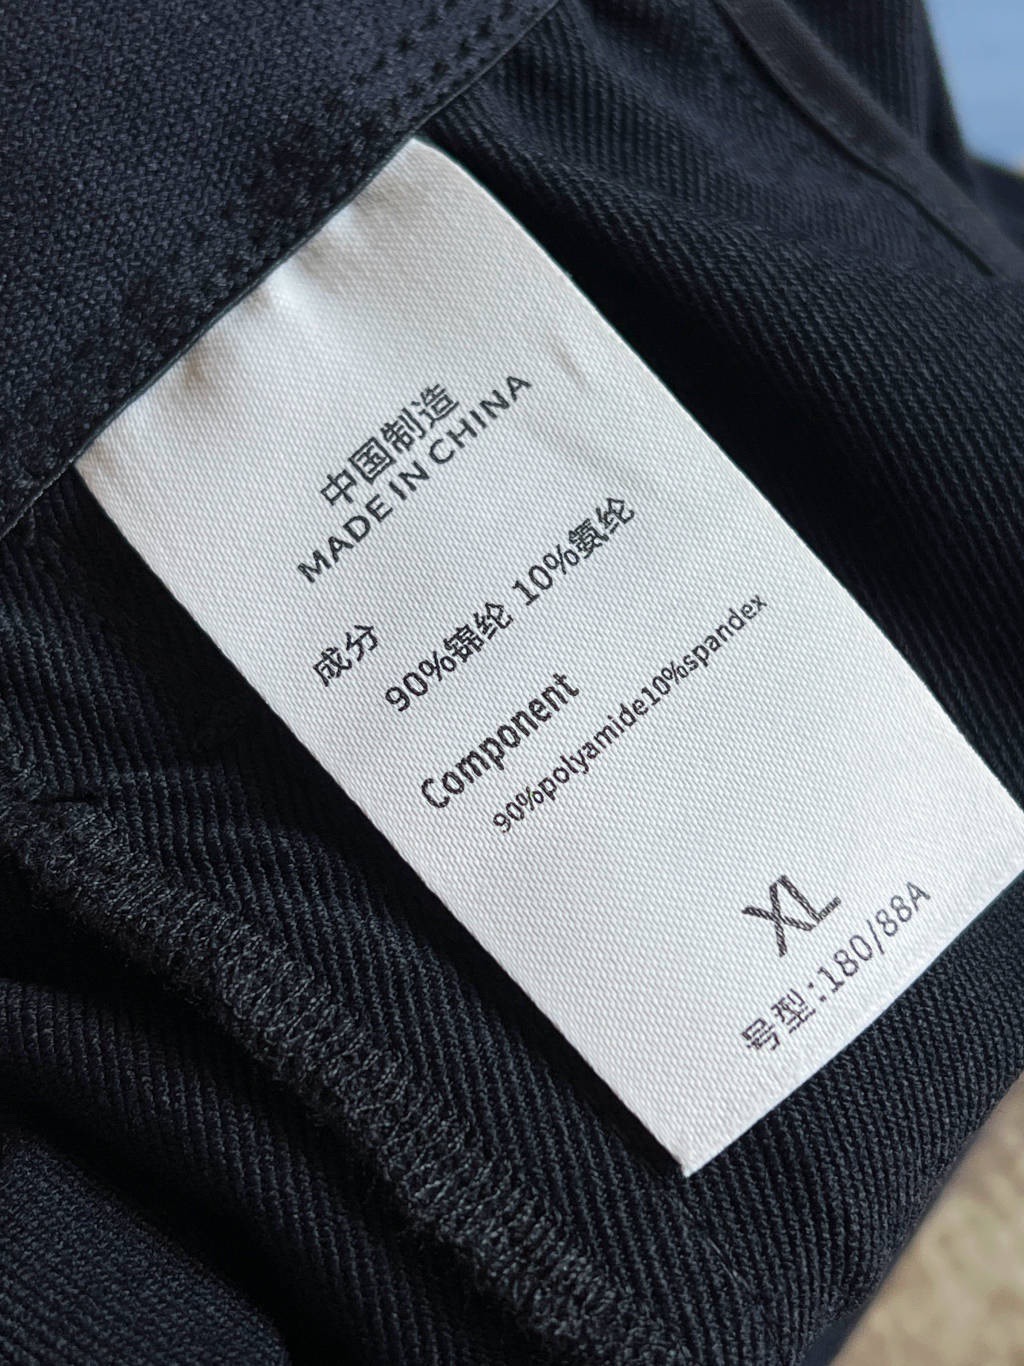 中国制造
MADE IN CHINA
成分
90%锦纶 10%氨纶
Component
90%polyamide10%spandex
XL
号型:180/88A